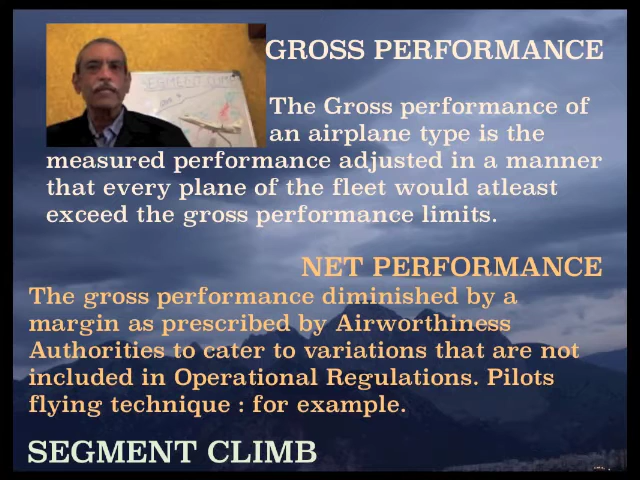 SEGMENT CLIMB
GROSS PERFORMANCE
The Gross performance of
an airplane type is the
measured performance adjusted in a manner
that every plane of the fleet would atleast
exceed the gross performance limits.
NET PERFORMANCE
The gross performance diminished by a
margin as prescribed by Airworthiness
Authorities to cater to variations that are not
included in Operational Regulations. Pilots
flying technique : for example.
SEGMENT CLIMB